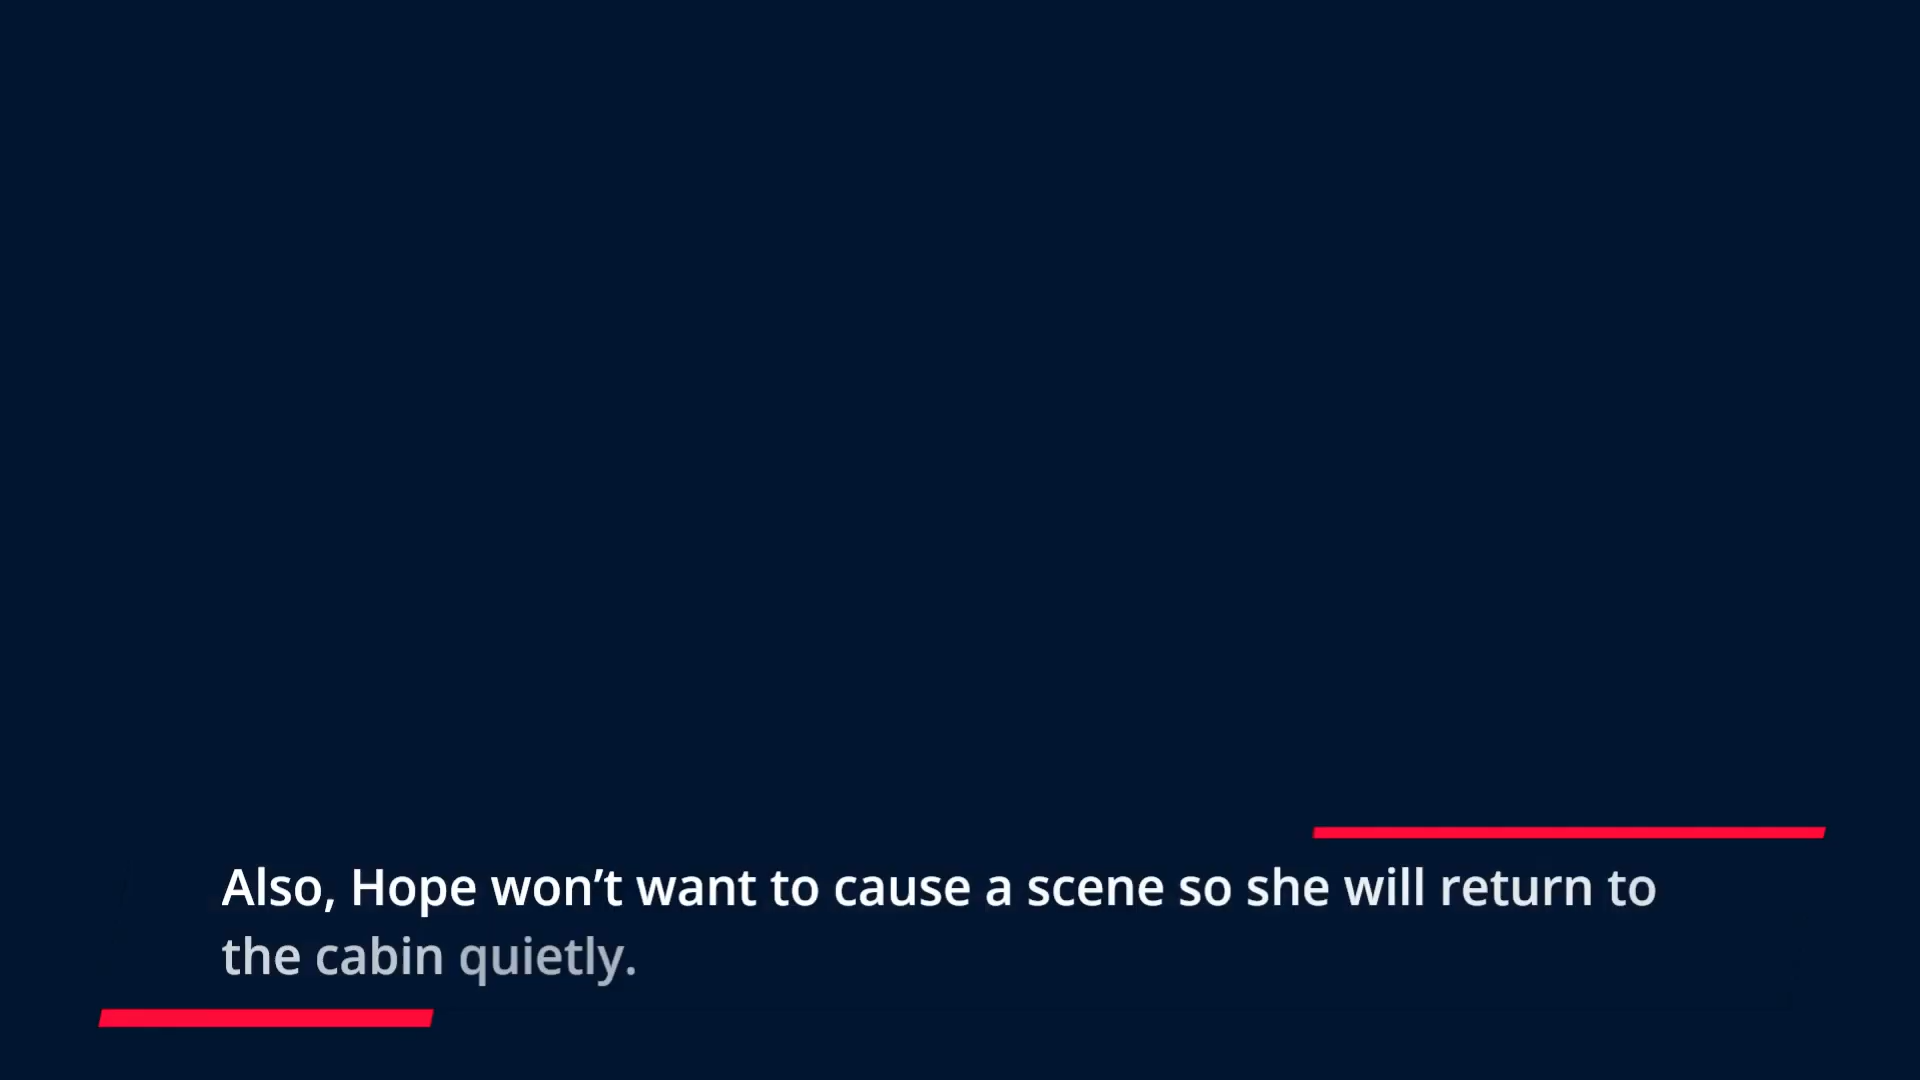 Also, Hope won’t want to cause a scene so she will return to
the cabin quietly.